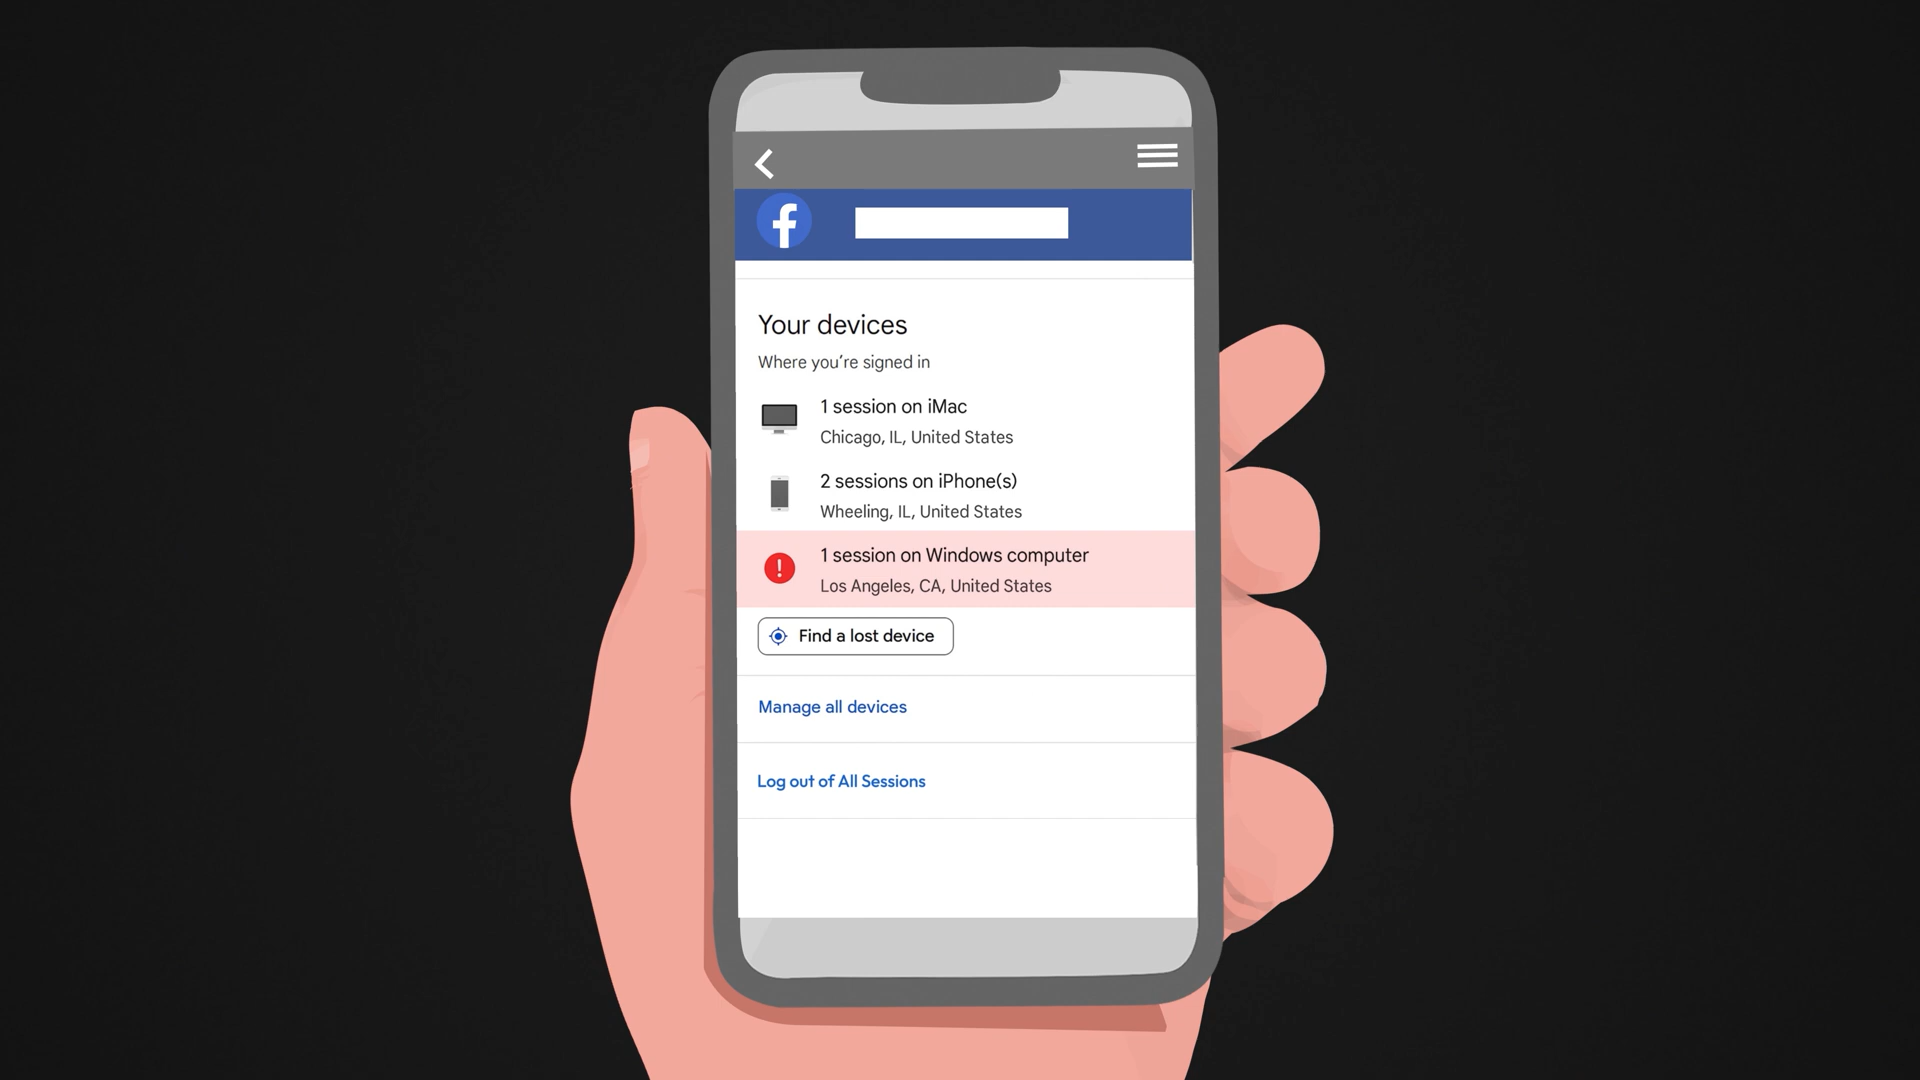 Your devices
Where you're signed in
1 session on iMac
Chicago, IL, United States
2 sessions on iPhone(s)
Wheeling, IL, United States
1 session on Windows computer
Los Angeles, CA, United States
Find a lost device
Manage all devices
Log out of All Sessions